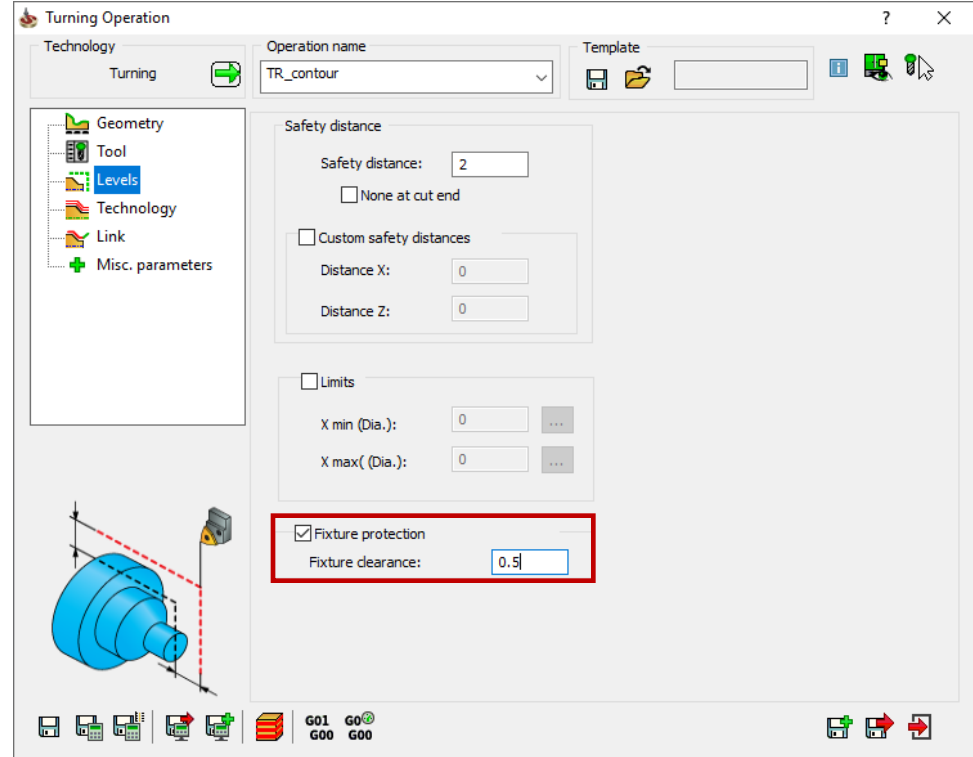 Turning Operation
?
Technology
Operation name
Template
Turning
TR_contour
Geometry
Tool
Levels
Technology
Link
Misc. parameters
Safety distance
Safety distance:
2
None at cut end
Custom safety distances
Distance X:
0
Distance Z:
0
Limits
X min (Dia.):
0
...
X max( (Dia.):
0
...
Fixture protection
Fixture clearance:
0.5
G01 G0
G00 G00